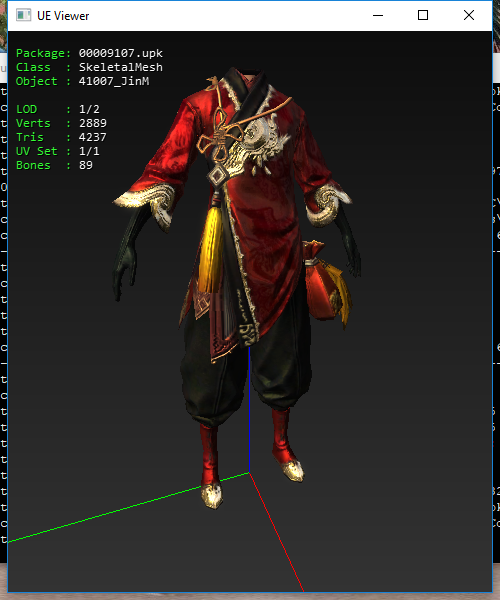 UE Viewer
Package: 00009107.upk
Class : SkeletalMesh
Object : 41007_JinM
LOD : 1/2
Verts : 2889
Tris : 4237
UV Set : 1/1
Bones : 89